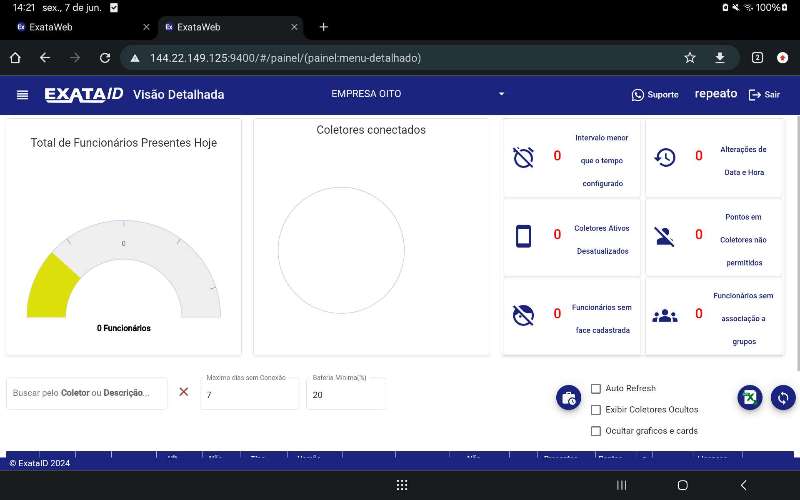 14:21 sex., 7 de jun.
100%
Ex ExataWeb
Ex ExataWeb
144.22.149.125:9400/#/painel/(painel:menu-detalhado)
2
EXATAID Visão Detalhada
EMPRESA OITO
Suporte
repeato
Sair
Total de Funcionários Presentes Hoje
0
0 Funcionários
Coletores conectados
0
Intervalo menor
que o tempo
configurado
0
Alterações de
Data e Hora
0
Coletores Ativos
Desatualizados
0
Pontos em
Coletores não
permitidos
0
Funcionários sem
face cadastrada
0
Funcionários sem
associação a
grupos
Buscar pelo Coletor ou Descrição...
Máximo dias sem Conexão
7
Bateria Mínima(%)
20
Auto Refresh
Exibir Coletores Ocultos
Ocultar graficos e cards
© ExataID 2024